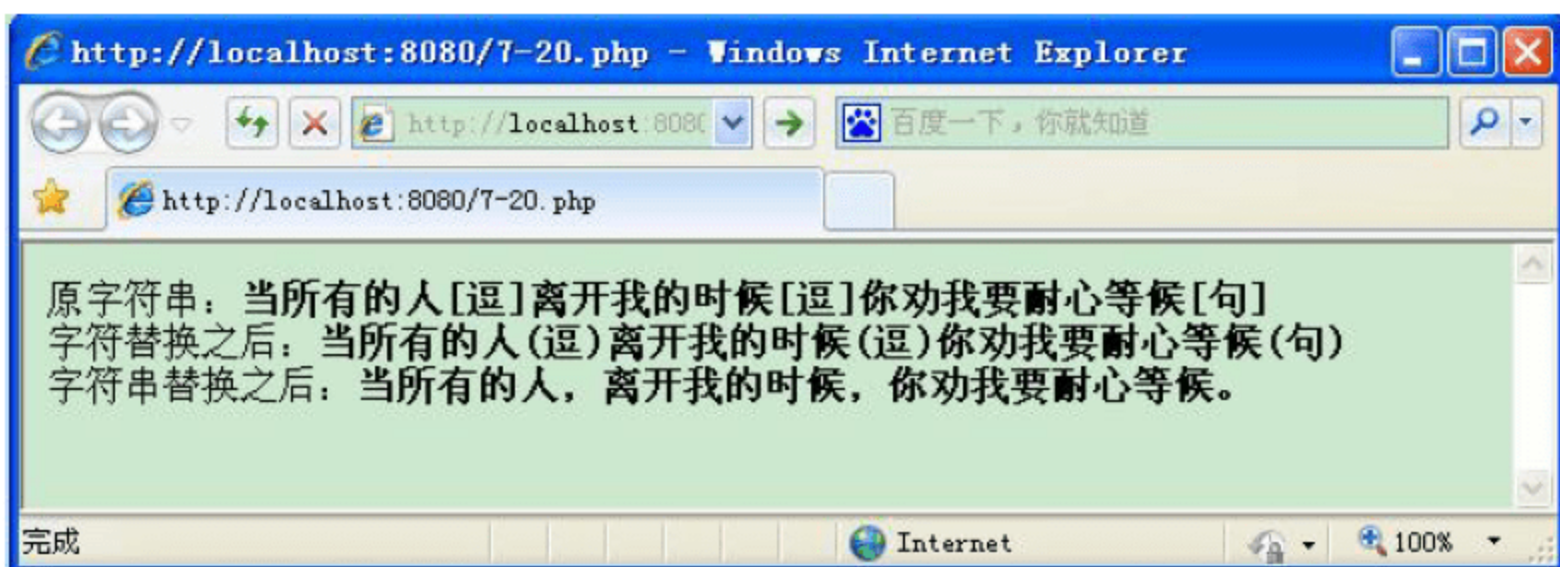 http://localhost:8080/7-20.php - Windows Internet Explorer
http://localhost:808 百度一下，你就知道
http://localhost:8080/7-20.php
原字符串：当所有的人[逗]离开我的时候[逗]你劝我要耐心等候[句]
字符替换之后：当所有的人(逗)离开我的时候(逗)你劝我要耐心等候(句)
字符串替换之后：当所有的人，离开我的时候，你劝我要耐心等候。
完成 Internet 100%